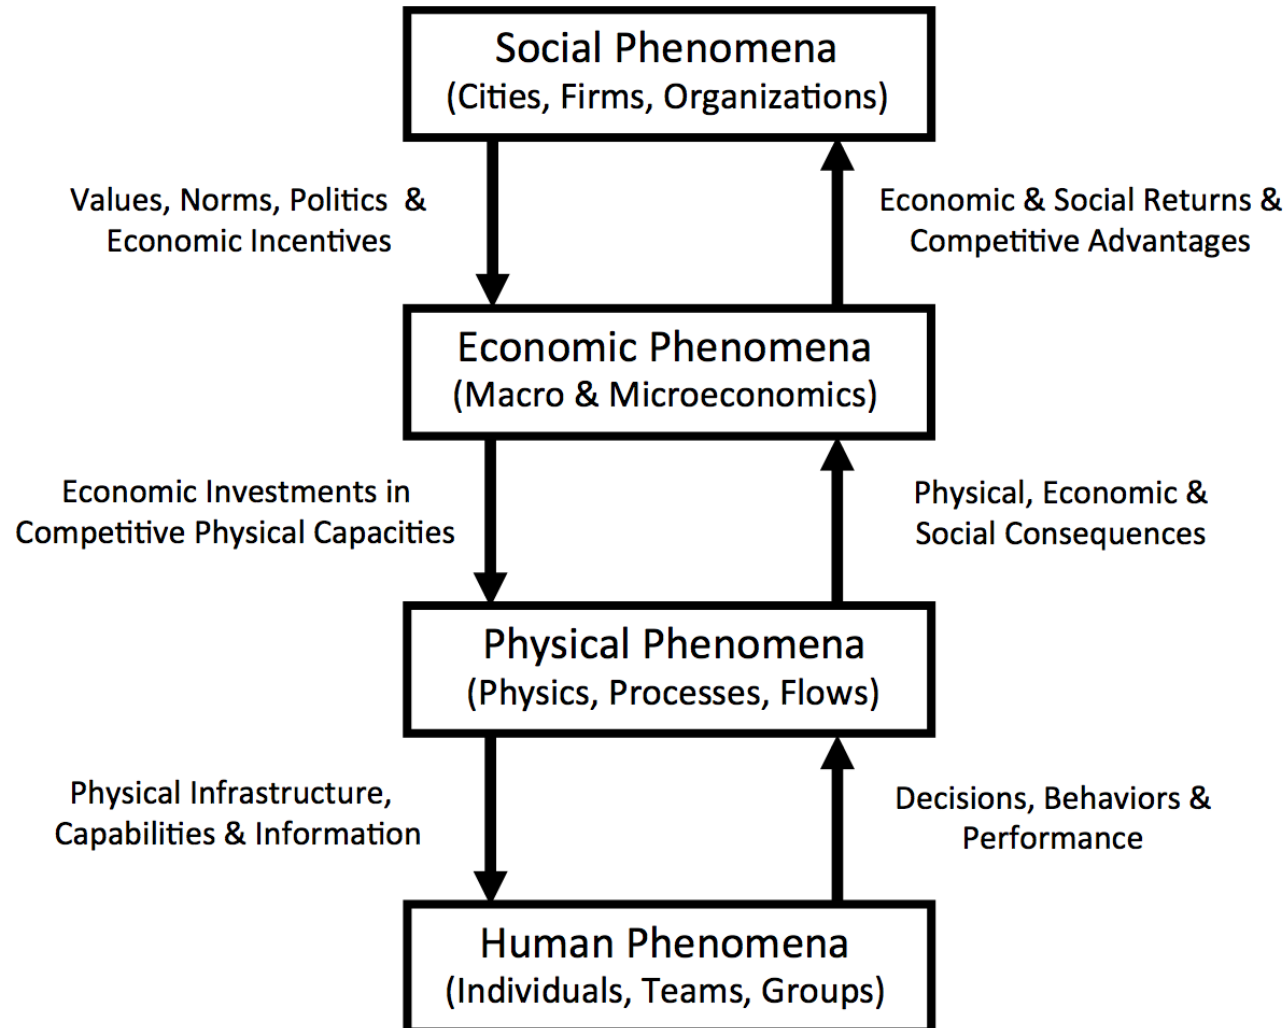 Social Phenomena
(Cities, Firms, Organizations)
Values, Norms, Politics &
Economic Incentives
Economic & Social Returns &
Competitive Advantages
Economic Phenomena
(Macro & Microeconomics)
Economic Investments in
Competitive Physical Capacities
Physical, Economic &
Social Consequences
Physical Phenomena
(Physics, Processes, Flows)
Physical Infrastructure,
Capabilities & Information
Decisions, Behaviors &
Performance
Human Phenomena
(Individuals, Teams, Groups)